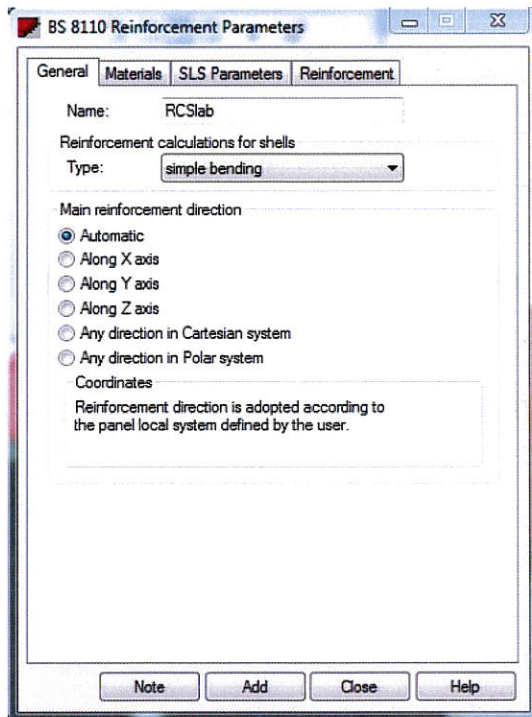 BS 8110 Reinforcement Parameters
General Materials SLS Parameters Reinforcement
Name: RCSlab
Reinforcement calculations for shells
Type: simple bending
Main reinforcement direction
Automatic
Along X axis
Along Y axis
Along Z axis
Any direction in Cartesian system
Any direction in Polar system
Coordinates
Reinforcement direction is adopted according to
the panel local system defined by the user.
Note Add Close Help